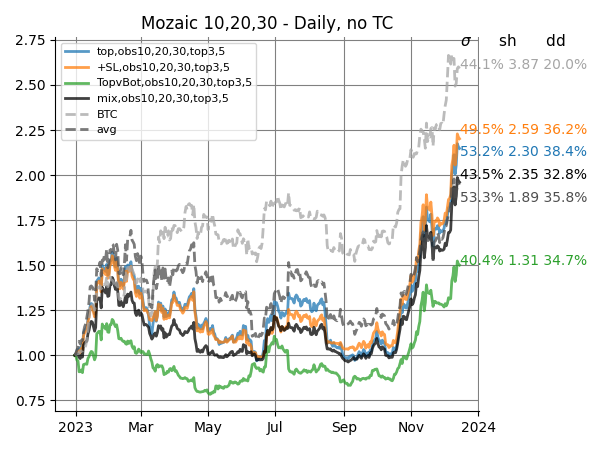 Mozaic 10,20,30 - Daily, no TC
σ sh dd
top,obs10,20,30,top3,5
+SL,obs10,20,30,top3,5
TopvBot,obs10,20,30,top3,5
mix,obs10,20,30,top3,5
BTC
avg
44.1% 3.87 20.0%
49.5% 2.59 36.2%
53.2% 2.30 38.4%
43.5% 2.35 32.8%
53.3% 1.89 35.8%
40.4% 1.31 34.7%
2.75
2.50
2.25
2.00
1.75
1.50
1.25
1.00
0.75
2023 Mar May Jul Sep Nov 2024